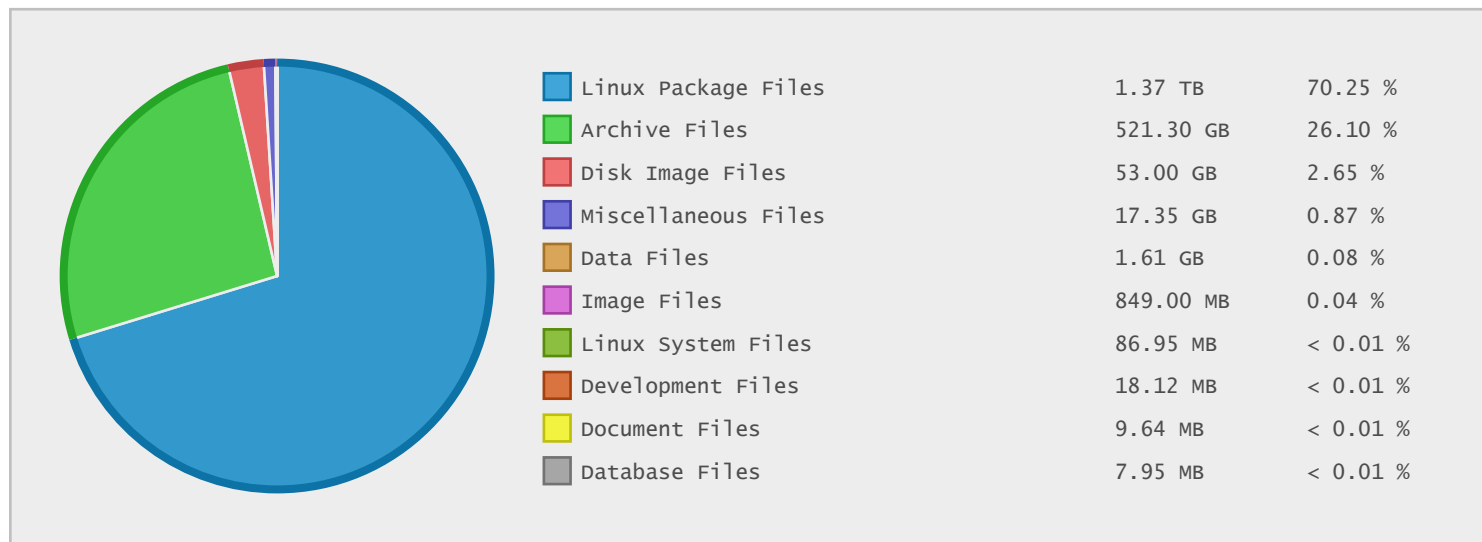 Linux Package Files 1.37 TB 70.25 %
Archive Files 521.30 GB 26.10 %
Disk Image Files 53.00 GB 2.65 %
Miscellaneous Files 17.35 GB 0.87 %
Data Files 1.61 GB 0.08 %
Image Files 849.00 MB 0.04 %
Linux System Files 86.95 MB < 0.01 %
Development Files 18.12 MB < 0.01 %
Document Files 9.64 MB < 0.01 %
Database Files 7.95 MB < 0.01 %